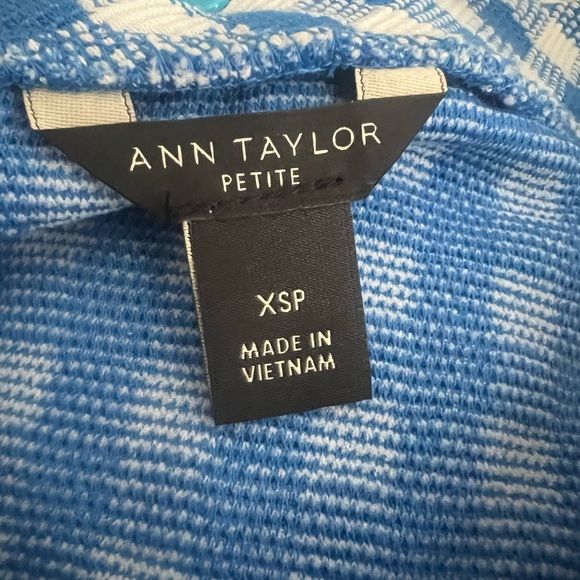 ANN TAYLOR
PETITE
XSP
MADE IN
VIETNAM